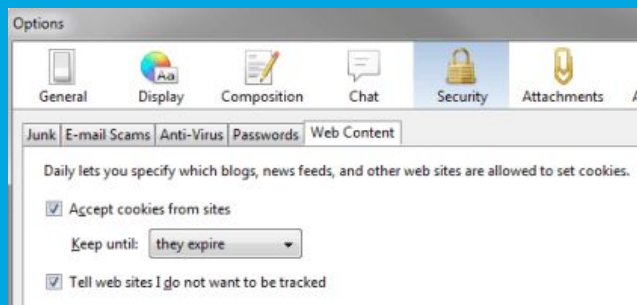 Options
Aa
General Display Composition Chat Security Attachments
Junk E-mail Scams Anti-Virus Passwords Web Content
Daily lets you specify which blogs, news feeds, and other web sites are allowed to set cookies.
Accept cookies from sites
Keep until: they expire
Tell web sites I do not want to be tracked